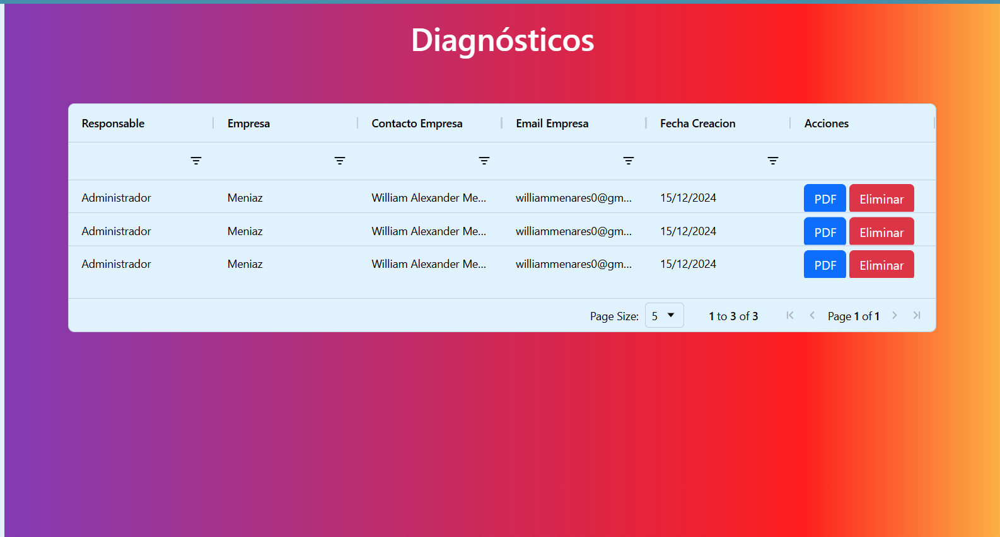 Diagnósticos
Responsable Empresa Contacto Empresa Email Empresa Fecha Creacion Acciones
Administrador Meniaz William Alexander Me... williammenares0@gm... 15/12/2024 PDF Eliminar
Administrador Meniaz William Alexander Me... williammenares0@gm... 15/12/2024 PDF Eliminar
Administrador Meniaz William Alexander Me... williammenares0@gm... 15/12/2024 PDF Eliminar
Page Size: 5 1 to 3 of 3 Page 1 of 1